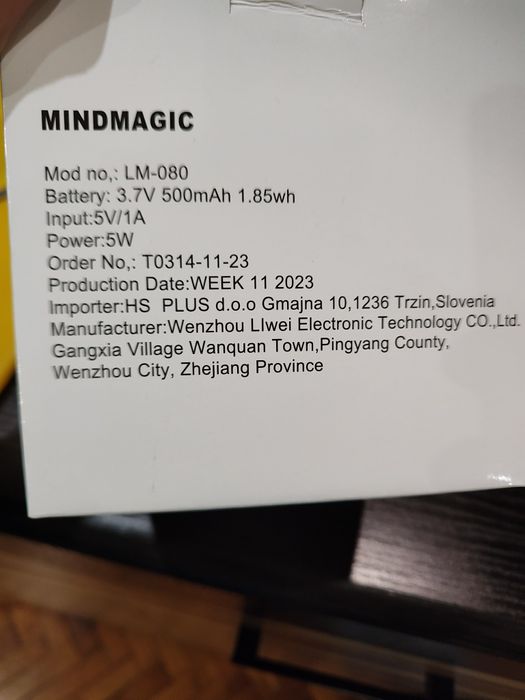 MINDMAGIC
Mod no,: LM-080
Battery: 3.7V 500mAh 1.85wh
Input:5V/1A
Power:5W
Order No,: T0314-11-23
Production Date:WEEK 11 2023
Importer:HS PLUS d.o.o Gmajna 10,1236 Trzin,Slovenia
Manufacturer:Wenzhou LIwei Electronic Technology CO.,Ltd.
Gangxia Village Wanquan Town,Pingyang County,
Wenzhou City, Zhejiang Province